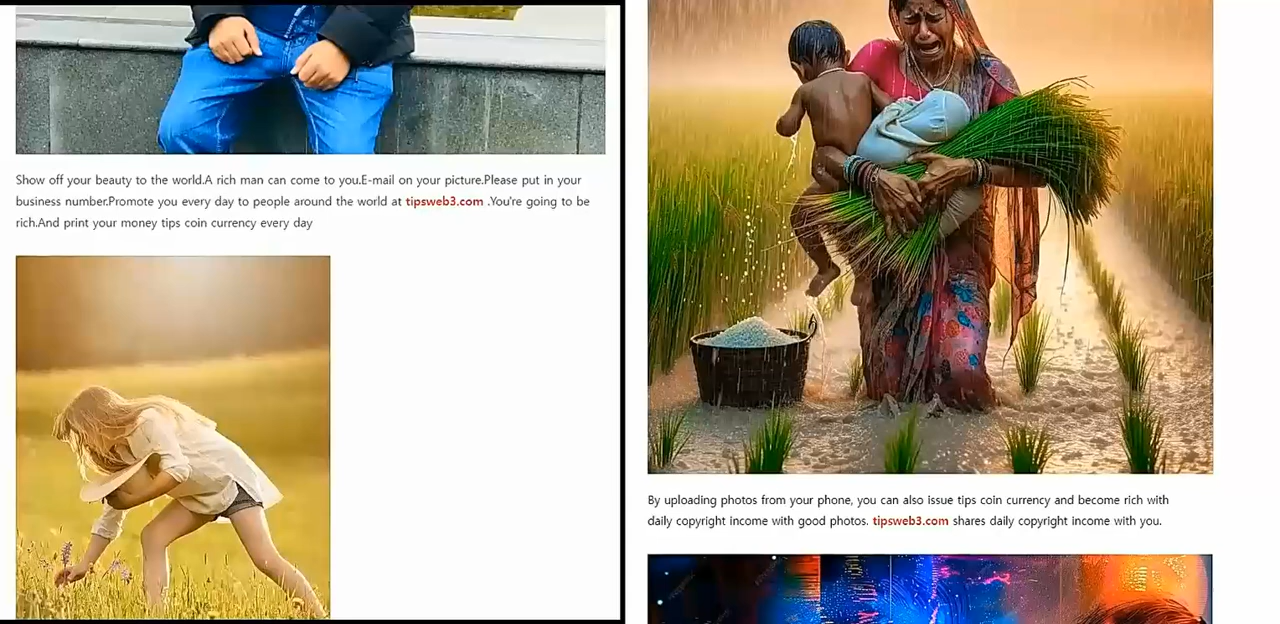 Show off your beauty to the world.A rich man can come to you.E-mail on your picture.Please put in your
business number.Promote you every day to people around the world at tipsweb3.com .You're going to be
rich.And print your money tips coin currency every day
By uploading photos from your phone, you can also issue tips coin currency and become rich with
daily copyright income with good photos. tipsweb3.com shares daily copyright income with you.